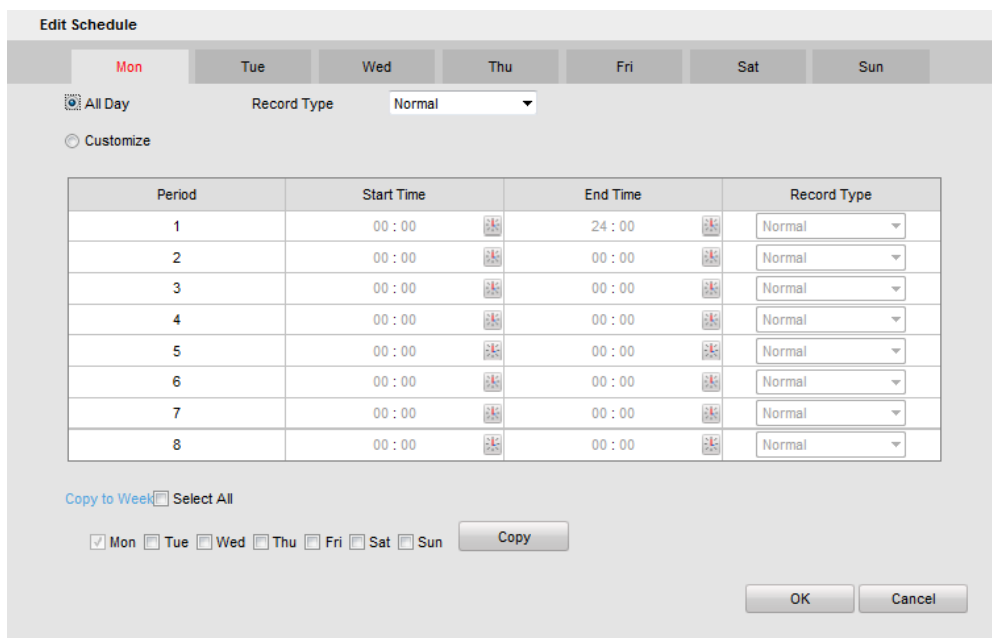 Edit Schedule
Mon Tue Wed Thu Fri Sat Sun
All Day Record Type Normal
Customize
Period Start Time End Time Record Type
1 00 : 00 24 : 00 Normal
2 00 : 00 00 : 00 Normal
3 00 : 00 00 : 00 Normal
4 00 : 00 00 : 00 Normal
5 00 : 00 00 : 00 Normal
6 00 : 00 00 : 00 Normal
7 00 : 00 00 : 00 Normal
8 00 : 00 00 : 00 Normal
Copy to Week Select All
Mon Tue Wed Thu Fri Sat Sun Copy
OK Cancel